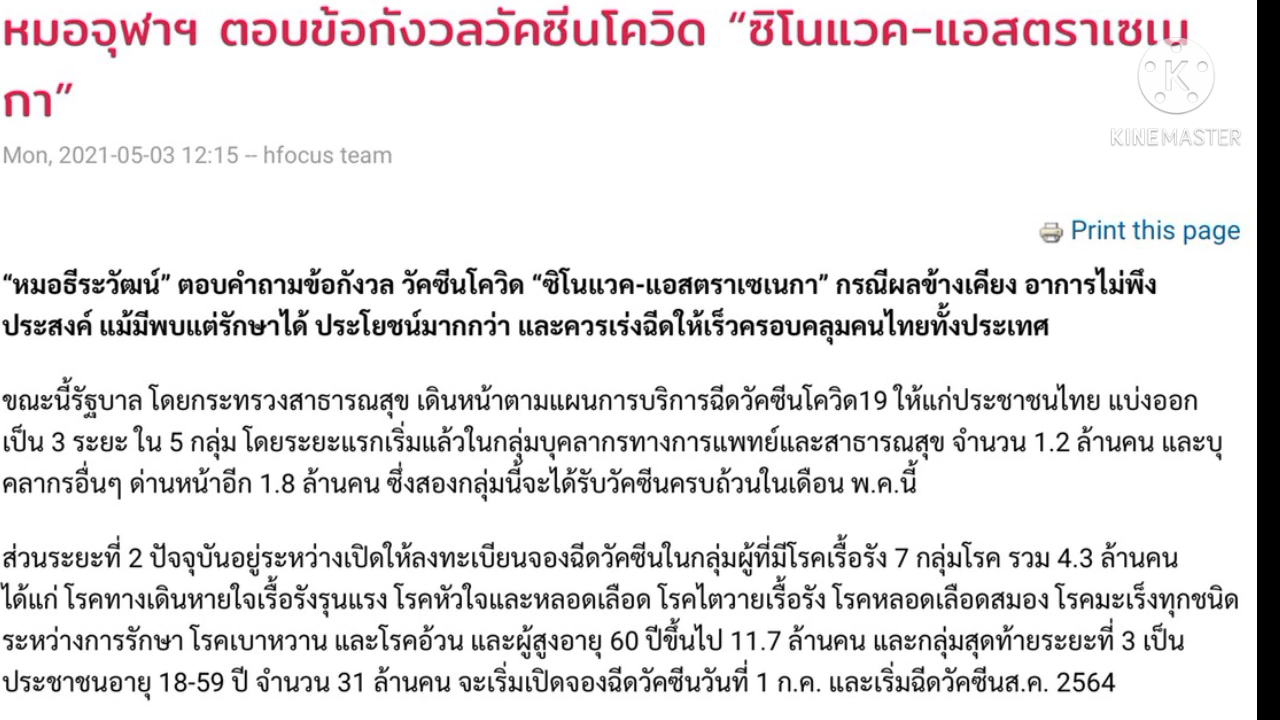 หมอจุฬาฯ ตอบข้อกังวลวัคซีนโควิด “ซิโนแวค-แอสตราเซเน
กา”
K
KINEMASTER
Mon, 2021-05-03 12:15 -- hfocus team
Print this page
“หมอธีระวัฒน์” ตอบคำถามข้อกังวล วัคซีนโควิด “ซิโนแวค-แอสตราเซเนกา” กรณีผลข้างเคียง อาการไม่พึง
ประสงค์ แม้มีพบแต่รักษาได้ ประโยชน์มากกว่า และควรเร่งฉีดให้เร็วครอบคลุมคนไทยทั้งประเทศ
ขณะนี้รัฐบาล โดยกระทรวงสาธารณสุข เดินหน้าตามแผนการบริการฉีดวัคซีนโควิด19 ให้แก่ประชาชนไทย แบ่งออก
เป็น 3 ระยะ ใน 5 กลุ่ม โดยระยะแรกเริ่มแล้วในกลุ่มบุคลากรทางการแพทย์และสาธารณสุข จำนวน 1.2 ล้านคน และบุ
คลากรอื่นๆ ด่านหน้าอีก 1.8 ล้านคน ซึ่งสองกลุ่มนี้จะได้รับวัคซีนครบถ้วนในเดือน พ.ค.นี้
ส่วนระยะที่ 2 ปัจจุบันอยู่ระหว่างเปิดให้ลงทะเบียนจองฉีดวัคซีนในกลุ่มผู้ที่มีโรคเรื้อรัง 7 กลุ่มโรค รวม 4.3 ล้านคน
ได้แก่ โรคทางเดินหายใจเรื้อรังรุนแรง โรคหัวใจและหลอดเลือด โรคไตวายเรื้อรัง โรคหลอดเลือดสมอง โรคมะเร็งทุกชนิด
ระหว่างการรักษา โรคเบาหวาน และโรคอ้วน และผู้สูงอายุ 60 ปีขึ้นไป 11.7 ล้านคน และกลุ่มสุดท้ายระยะที่ 3 เป็น
ประชาชนอายุ 18-59 ปี จำนวน 31 ล้านคน จะเริ่มเปิดจองฉีดวัคซีนวันที่ 1 ก.ค. และเริ่มฉีดวัคซีนส.ค. 2564